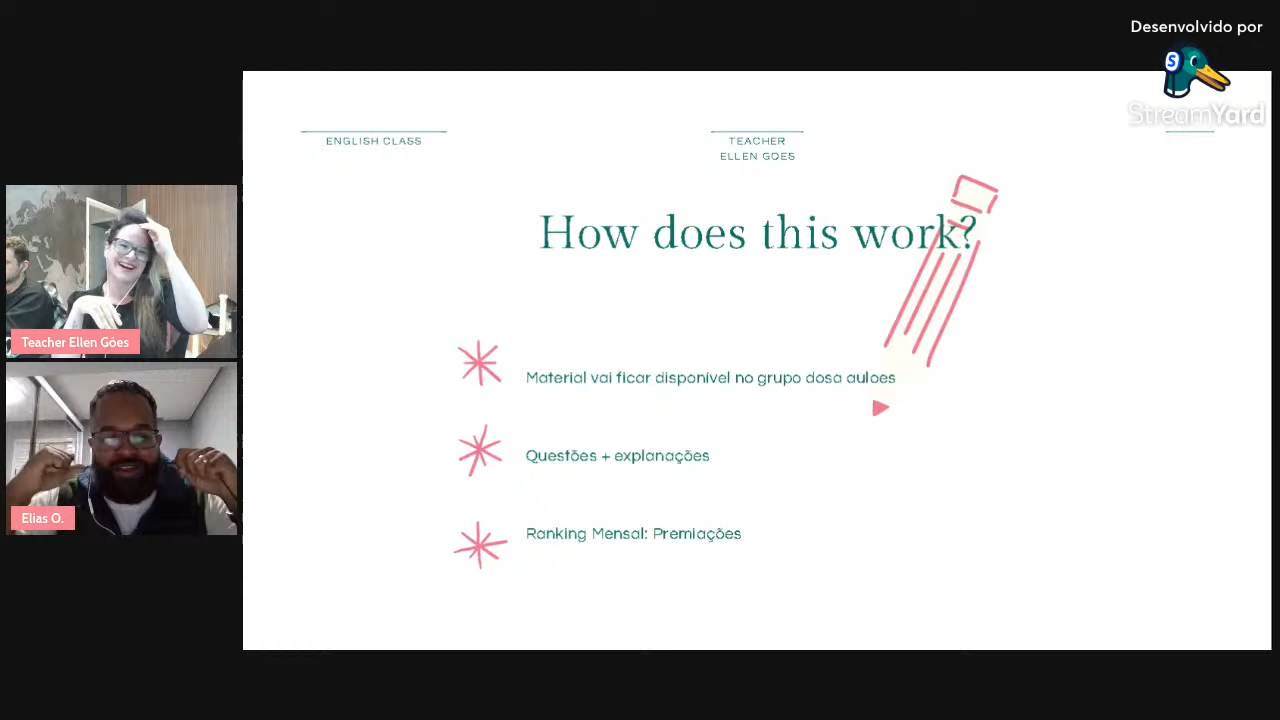 Desenvolvido por
S
StreamYard
ENGLISH CLASS
TEACHER
ELLEN GOES
How does this work?
Material vai ficar disponível no grupo dosa auloes
Questões + explanações
Ranking Mensal: Premiações
Teacher Ellen Góes
Elias O.